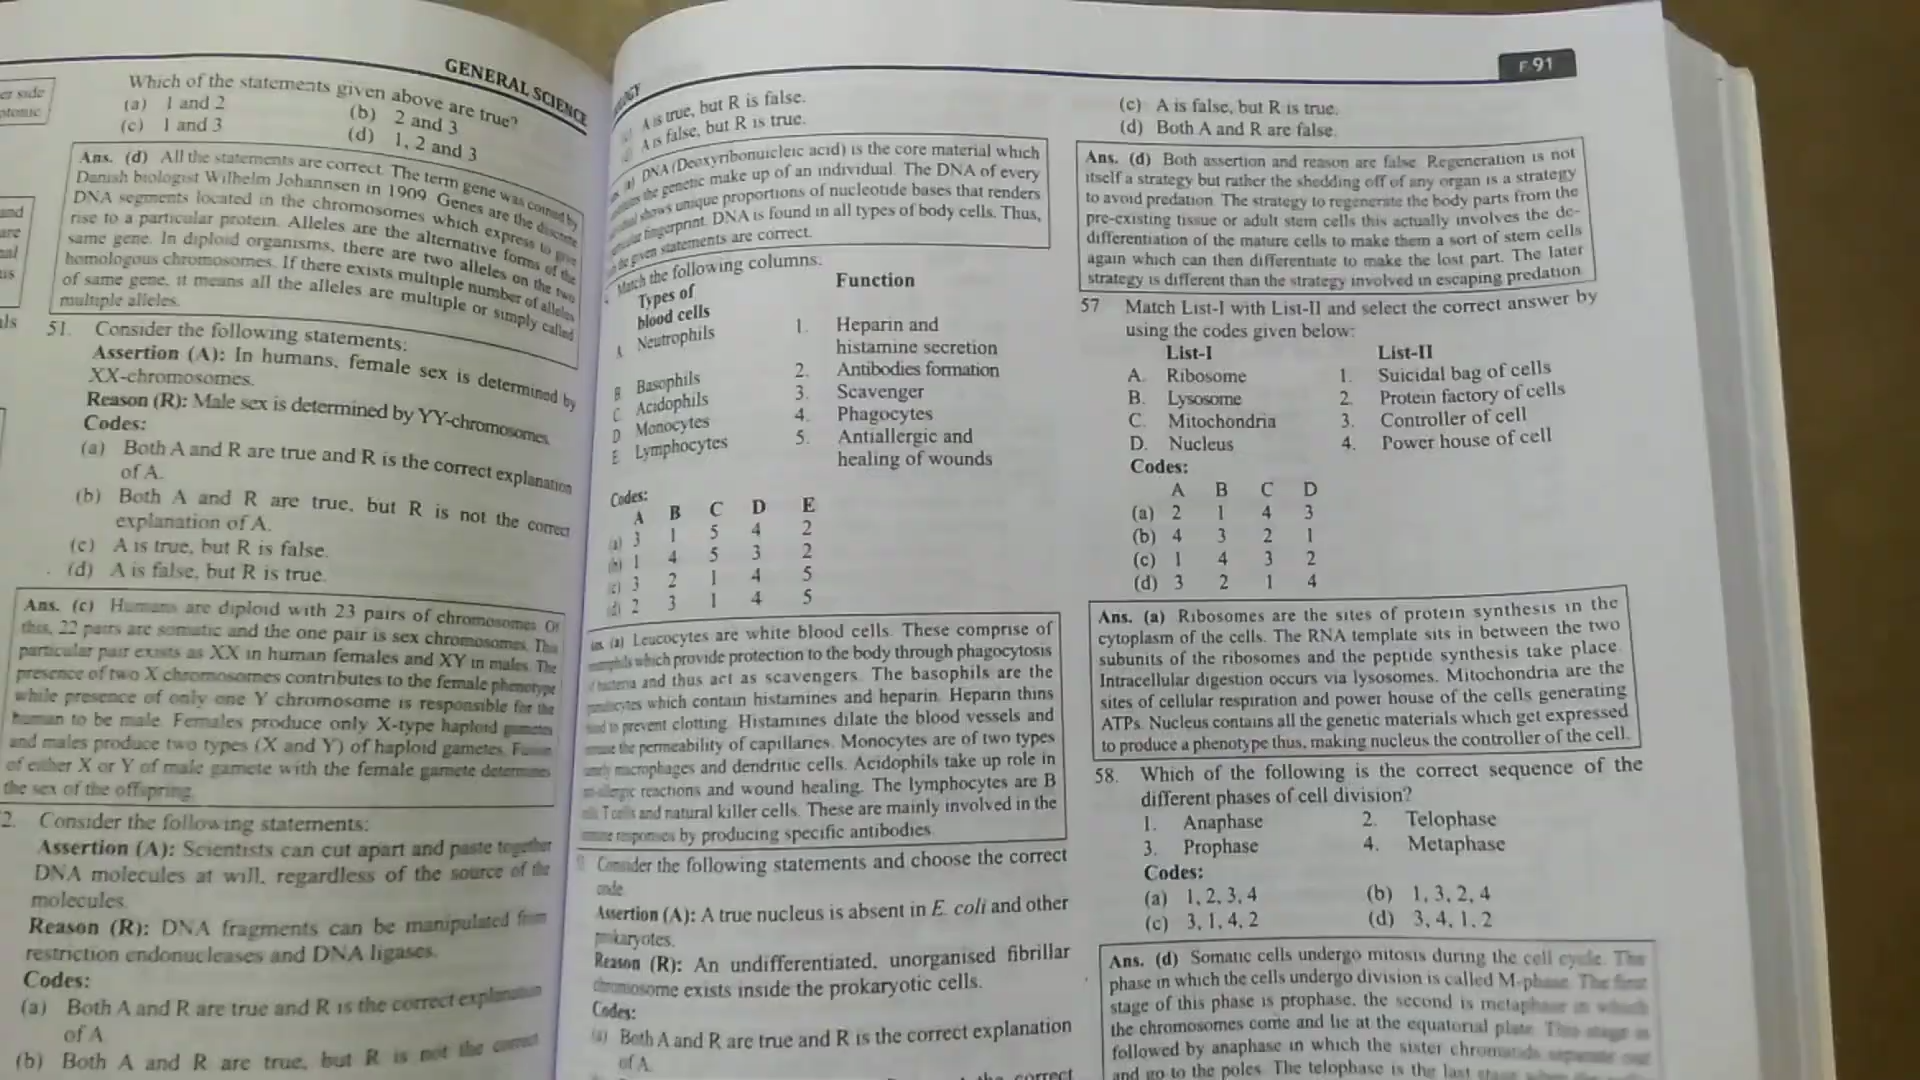 GENERAL SCIENCE
er side
Which of the statements given above are true?
(a) 1 and 2
(b) 2 and 3
(c) 1 and 3
(d) 1, 2 and 3
Ans. (d) All the statements are correct. The term gene was coined by
Danish biologist Wilhelm Johannsen in 1909. Genes are the discrete
DNA segments located in the chromosomes which express to give
rise to a particular protein. Alleles are the alternative forms of the
same gene. In diploid organisms, there are two alleles on the two
homologous chromosomes. If there exists multiple number of alleles
of same gene, it means all the alleles are multiple or simply called
multiple alleles.
51. Consider the following statements:
Assertion (A): In humans, female sex is determined by
XX-chromosomes.
Reason (R): Male sex is determined by YY-chromosomes.
Codes:
(a) Both A and R are true and R is the correct explanation
of A.
(b) Both A and R are true, but R is not the correct
explanation of A.
(c) A is true, but R is false.
(d) A is false, but R is true.
Ans. (c) Humans are diploid with 23 pairs of chromosomes. Of
this, 22 pairs are somatic and the one pair is sex chromosomes. This
particular pair exists as XX in human females and XY in males. The
presence of two X chromosomes contributes to the female phenotype
while presence of only one Y chromosome is responsible for the
human to be male. Females produce only X-type haploid gametes
and males produce two types (X and Y) of haploid gametes. Fusion
of either X or Y of male gamete with the female gamete determines
the sex of the offspring.
2. Consider the following statements:
Assertion (A): Scientists can cut apart and paste together
DNA molecules at will, regardless of the source of the
molecules.
Reason (R): DNA fragments can be manipulated from
restriction endonucleases and DNA ligases.
Codes:
(a) Both A and R are true and R is the correct explanation
of A
(b) Both A and R are true, but R is not the correct
F-91
A is true, but R is false.
A is false, but R is true.
DNA (Deoxyribonuicleic acid) is the core material which
the genetic make up of an individual. The DNA of every
shows unique proportions of nucleotide bases that renders
fingerprint. DNA is found in all types of body cells. Thus,
the given statements are correct.
Match the following columns.
Types of
blood cells
Function
A Neutrophils
1. Heparin and
histamine secretion
B Basophils
2. Antibodies formation
C Acidophils
3. Scavenger
D Monocytes
4. Phagocytes
E Lymphocytes
5. Antiallergic and
healing of wounds
Codes:
A B C D E
(a) 3 1 5 4 2
(b) 1 4 5 3 2
(c) 3 2 1 4 5
(d) 2 3 1 4 5
(a) Leucocytes are white blood cells. These comprise of
which provide protection to the body through phagocytosis
and thus act as scavengers. The basophils are the
which contain histamines and heparin. Heparin thins
to prevent clotting. Histamines dilate the blood vessels and
the permeability of capillaries. Monocytes are of two types
macrophages and dendritic cells. Acidophils take up role in
reactions and wound healing. The lymphocytes are B
and natural killer cells. These are mainly involved in the
responses by producing specific antibodies.
Consider the following statements and choose the correct
code.
Assertion (A): A true nucleus is absent in E. coli and other
prokaryotes.
Reason (R): An undifferentiated, unorganised fibrillar
chromosome exists inside the prokaryotic cells.
Codes:
(a) Both A and R are true and R is the correct explanation
of A.
the correct
(c) A is false, but R is true.
(d) Both A and R are false.
Ans. (d) Both assertion and reason are false. Regeneration is not
itself a strategy but rather the shedding off of any organ is a strategy
to avoid predation. The strategy to regenerate the body parts from the
pre-existing tissue or adult stem cells this actually involves the de-
differentiation of the mature cells to make them a sort of stem cells
again which can then differentiate to make the lost part. The later
strategy is different than the strategy involved in escaping predation.
57 Match List-I with List-II and select the correct answer by
using the codes given below:
List-I List-II
A. Ribosome 1. Suicidal bag of cells
B. Lysosome 2. Protein factory of cells
C. Mitochondria 3. Controller of cell
D. Nucleus 4. Power house of cell
Codes:
A B C D
(a) 2 1 4 3
(b) 4 3 2 1
(c) 1 4 3 2
(d) 3 2 1 4
Ans. (a) Ribosomes are the sites of protein synthesis in the
cytoplasm of the cells. The RNA template sits in between the two
subunits of the ribosomes and the peptide synthesis take place.
Intracellular digestion occurs via lysosomes. Mitochondria are the
sites of cellular respiration and power house of the cells generating
ATPs. Nucleus contains all the genetic materials which get expressed
to produce a phenotype thus, making nucleus the controller of the cell.
58. Which of the following is the correct sequence of the
different phases of cell division?
1. Anaphase 2. Telophase
3. Prophase 4. Metaphase
Codes:
(a) 1, 2, 3, 4 (b) 1, 3, 2, 4
(c) 3, 1, 4, 2 (d) 3, 4, 1, 2
Ans. (d) Somatic cells undergo mitosis during the cell cycle. The
phase in which the cells undergo division is called M-phase. The first
stage of this phase is prophase, the second is metaphase in which
the chromosomes come and lie at the equatorial plate. This stage is
followed by anaphase in which the sister chromatids separate out
and go to the poles. The telophase is the last stage